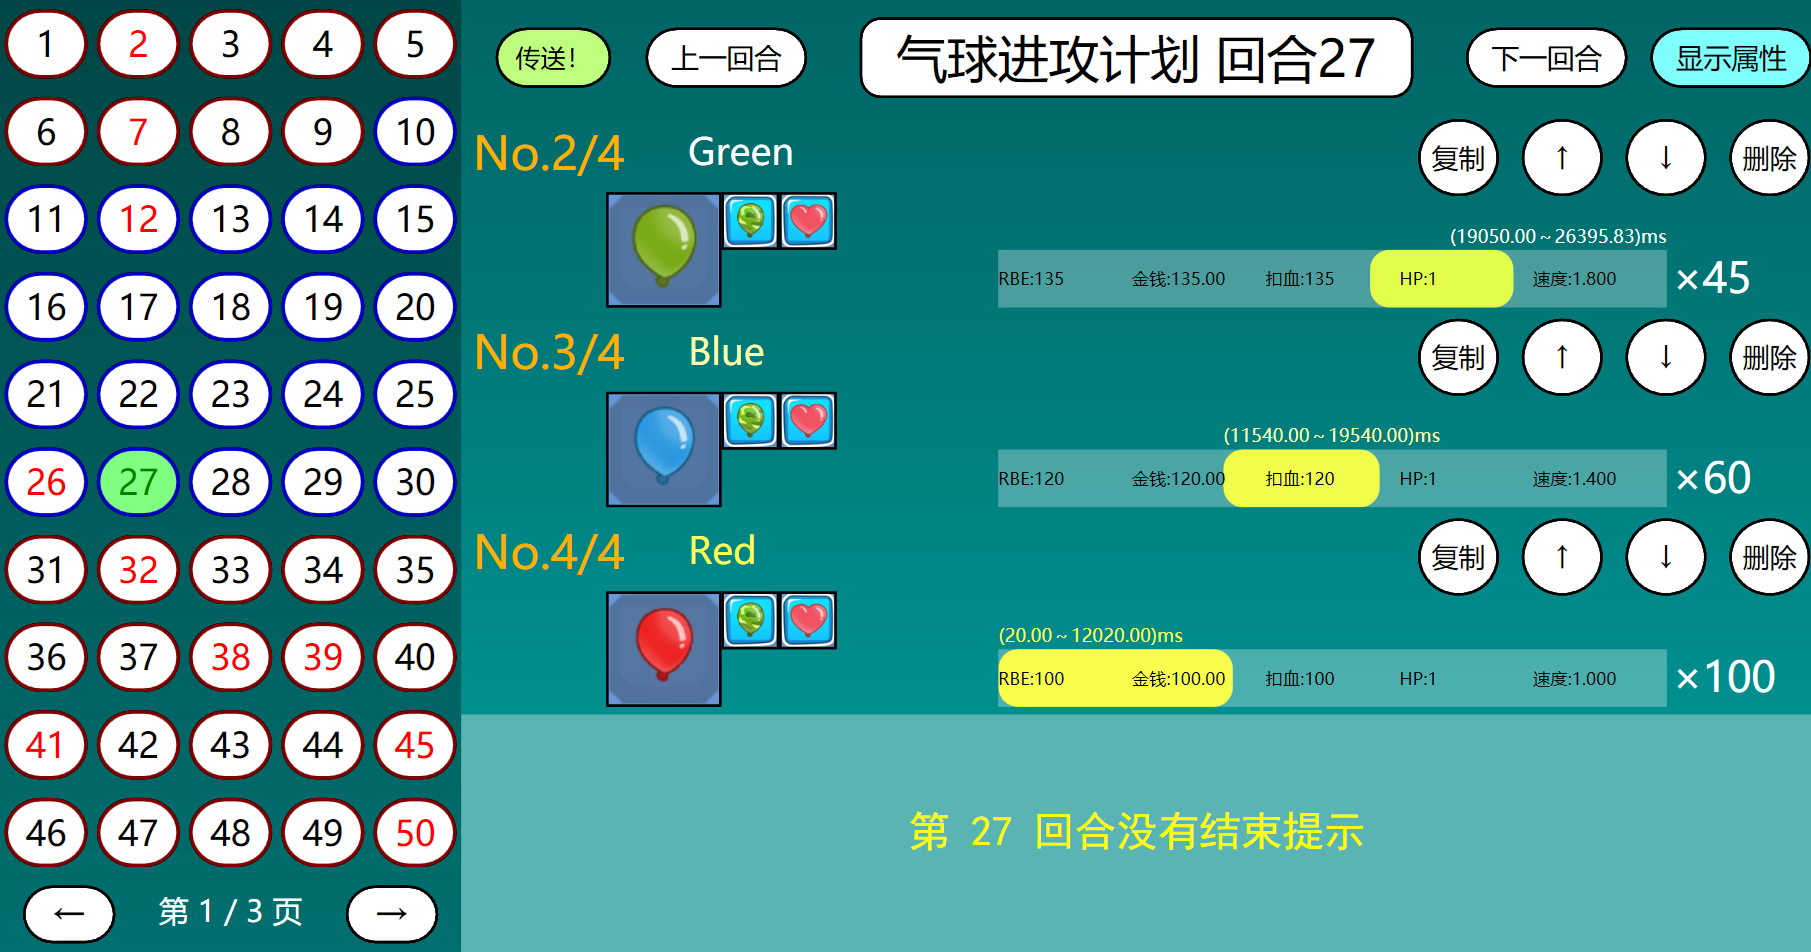 1 2 3 4 5
6 7 8 9 10
11 12 13 14 15
16 17 18 19 20
21 22 23 24 25
26 27 28 29 30
31 32 33 34 35
36 37 38 39 40
41 42 43 44 45
46 47 48 49 50
← 第 1 / 3 页 →
传送！ 上一回合 气球进攻计划 回合27 下一回合 显示属性
No.2/4 Green 复制 ↑ ↓ 删除
(19050.00～26395.83)ms
RBE:135 金钱:135.00 扣血:135 HP:1 速度:1.800 ×45
No.3/4 Blue 复制 ↑ ↓ 删除
(11540.00～19540.00)ms
RBE:120 金钱:120.00 扣血:120 HP:1 速度:1.400 ×60
No.4/4 Red 复制 ↑ ↓ 删除
(20.00～12020.00)ms
RBE:100 金钱:100.00 扣血:100 HP:1 速度:1.000 ×100
第 27 回合没有结束提示